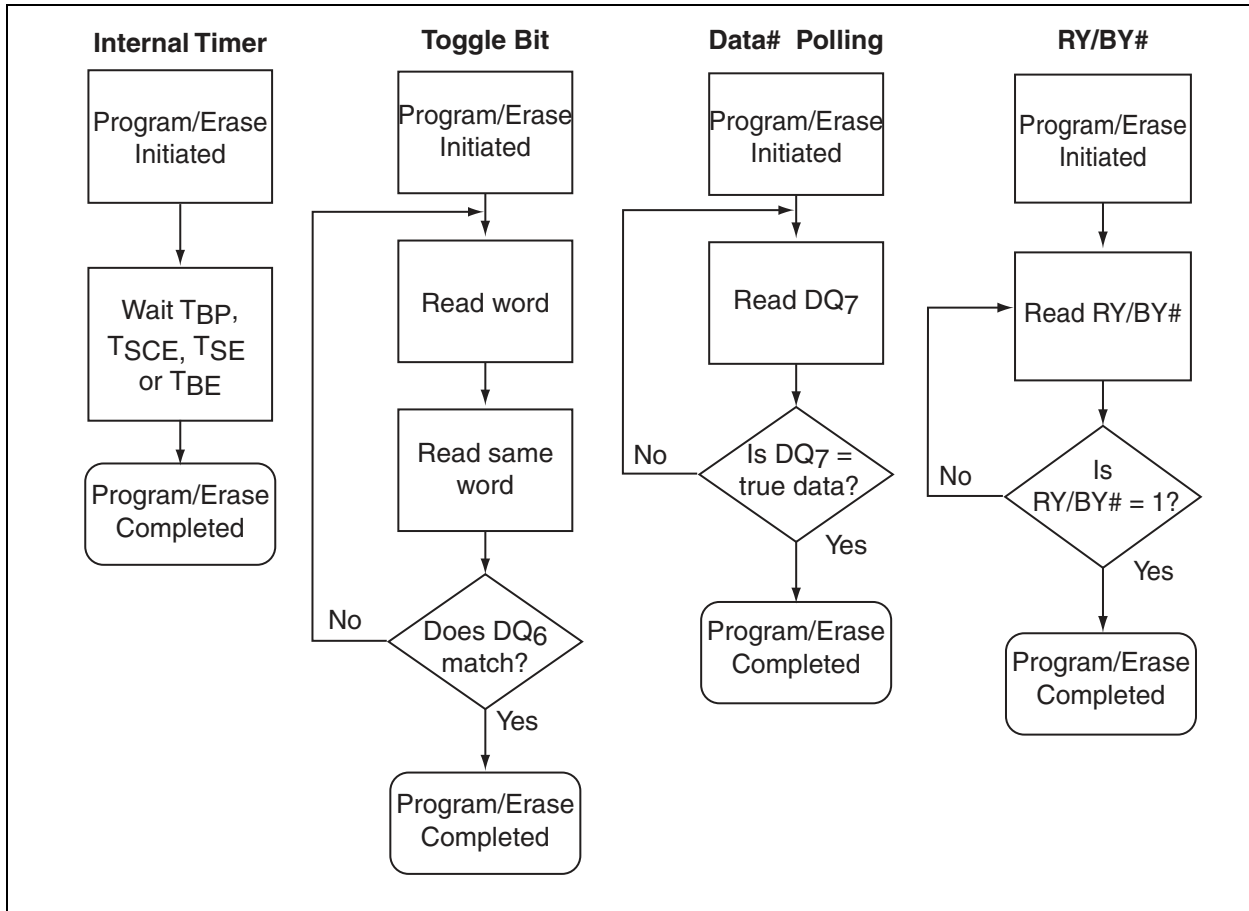 Internal Timer
Program/Erase
Initiated
Wait TBP,
TSCE, TSE
or TBE
Program/Erase
Completed
Toggle Bit
Program/Erase
Initiated
Read word
Read same
word
Does DQ6
match?
No
Yes
Program/Erase
Completed
Data# Polling
Program/Erase
Initiated
Read DQ7
Is DQ7 =
true data?
No
Yes
Program/Erase
Completed
RY/BY#
Program/Erase
Initiated
Read RY/BY#
Is
RY/BY# = 1?
No
Yes
Program/Erase
Completed